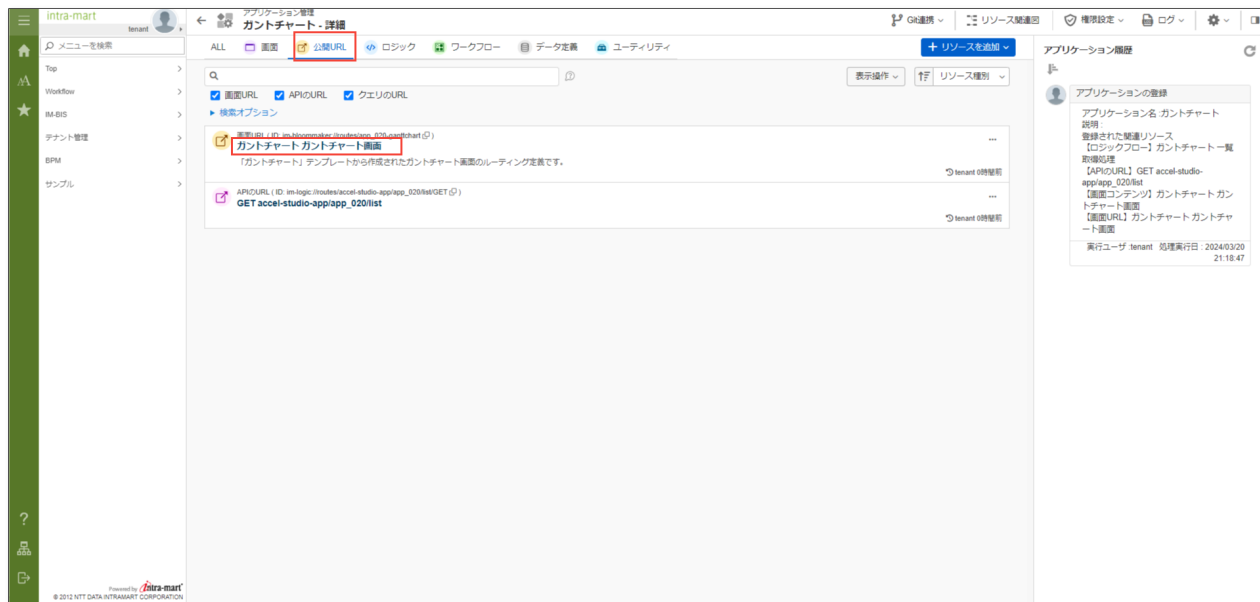 intra-mart
tenant
メニューを検索
Top
Workflow
IM-BIS
テナント管理
BPM
サンプル
Powered by intra-mart
© 2012 NTT DATA INTRAMART CORPORATION
アプリケーション管理
ガントチャート - 詳細
Git連携
リソース関連図
権限設定
ログ
ALL
画面
公開URL
ロジック
ワークフロー
データ定義
ユーティリティ
リソースを追加
表示操作
リソース種別
画面URL
APIのURL
クエリのURL
検索オプション
画面URL ( ID: im-bloommaker://routes/app_020-ganttchart )
ガントチャート ガントチャート画面
「ガントチャート」テンプレートから作成されたガントチャート画面のルーティング定義です。
tenant 0時間前
APIのURL ( ID: im-logic://routes/accel-studio-app/app_020/list/GET )
GET accel-studio-app/app_020/list
tenant 0時間前
アプリケーション履歴
アプリケーションの登録
アプリケーション名 :ガントチャート
説明 :
登録された関連リソース
【ロジックフロー】ガントチャート 一覧
取得処理
【APIのURL】GET accel-studio-
app/app_020/list
【画面コンテンツ】ガントチャート ガン
トチャート画面
【画面URL】ガントチャート ガントチャ
ート画面
実行ユーザ :tenant 処理実行日 : 2024/03/20
21:18:47